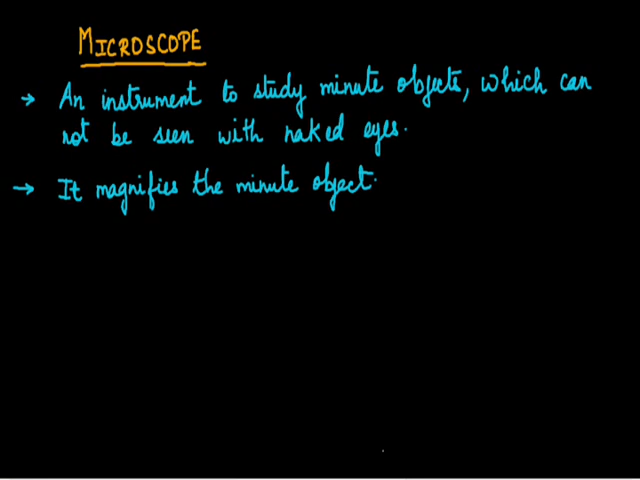 MICROSCOPE
→ An instrument to study minute objects, which can
not be seen with naked eyes.
→ It magnifies the minute object.